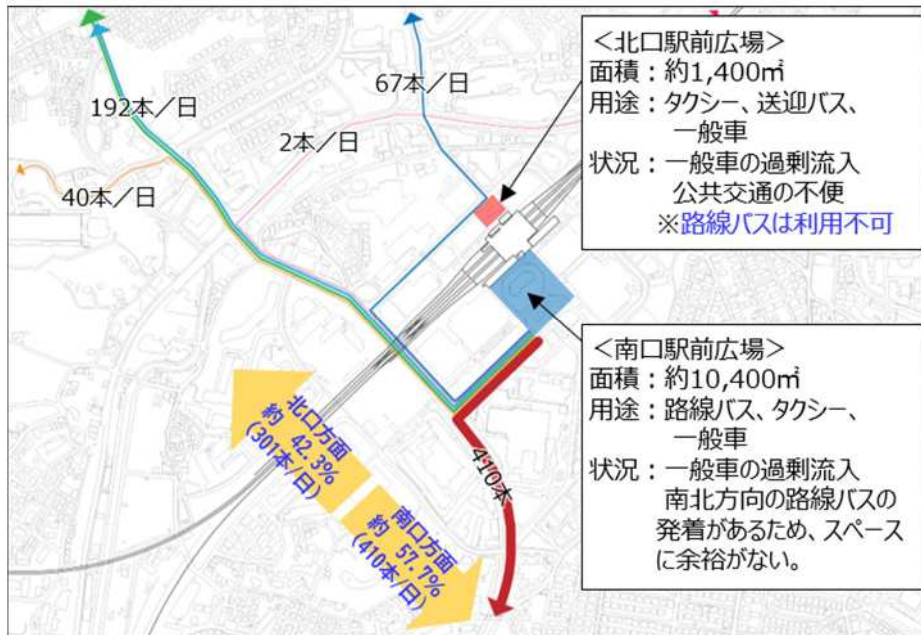 192本／日
67本／日
2本／日
40本／日
＜北口駅前広場＞
面積：約1,400㎡
用途：タクシー、送迎バス、
一般車
状況：一般車の過剰流入
公共交通の不便
※路線バスは利用不可
＜南口駅前広場＞
面積：約10,400㎡
用途：路線バス、タクシー、
一般車
状況：一般車の過剰流入
南北方向の路線バスの
発着があるため、スペース
に余裕がない。
北口方面
約 42.3%
(301本/日)
南口方面
約 57.7%
(410本/日)
410本